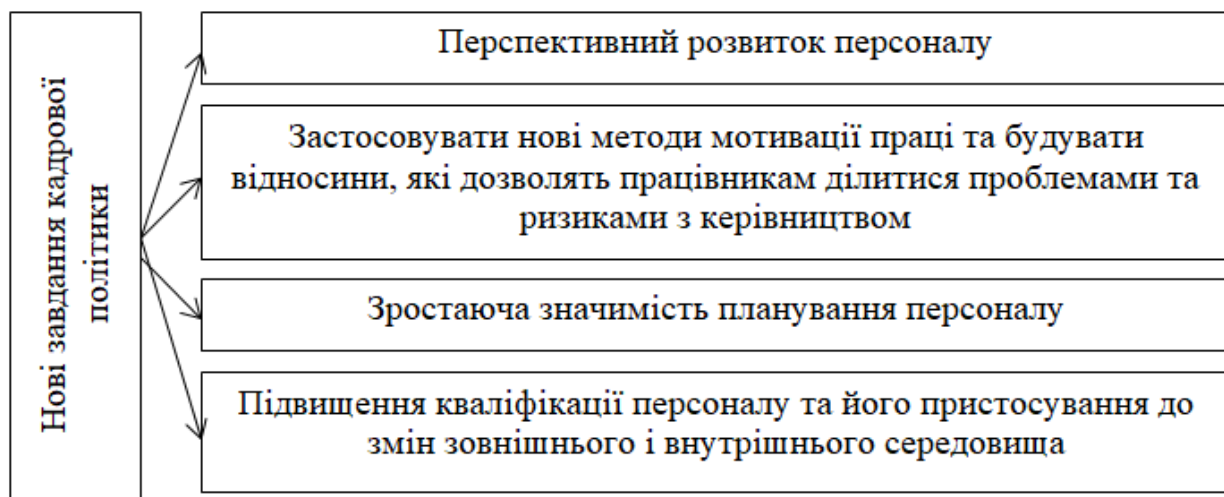 Нові завдання кадрової
політики
Перспективний розвиток персоналу
Застосовувати нові методи мотивації праці та будувати
відносини, які дозволять працівникам ділитися проблемами та
ризиками з керівництвом
Зростаюча значимість планування персоналу
Підвищення кваліфікації персоналу та його пристосування до
змін зовнішнього і внутрішнього середовища